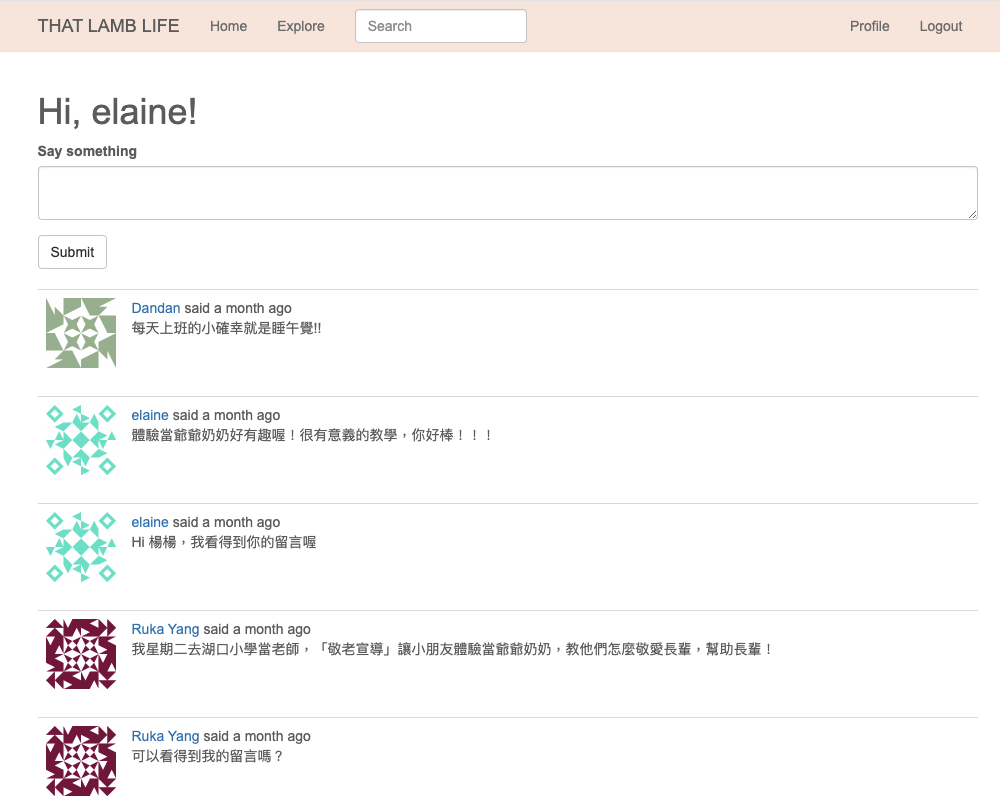 THAT LAMB LIFE Home Explore Search Profile Logout
Hi, elaine!
Say something
Submit
Dandan said a month ago
每天上班的小確幸就是睡午覺!!
elaine said a month ago
體驗當爺爺奶奶好有趣喔！很有意義的教學，你好棒！！！
elaine said a month ago
Hi 楊楊，我看得到你的留言喔
Ruka Yang said a month ago
我星期二去湖口小學當老師，「敬老宣導」讓小朋友體驗當爺爺奶奶，教他們怎麼敬愛長輩，幫助長輩！
Ruka Yang said a month ago
可以看得到我的留言嗎？